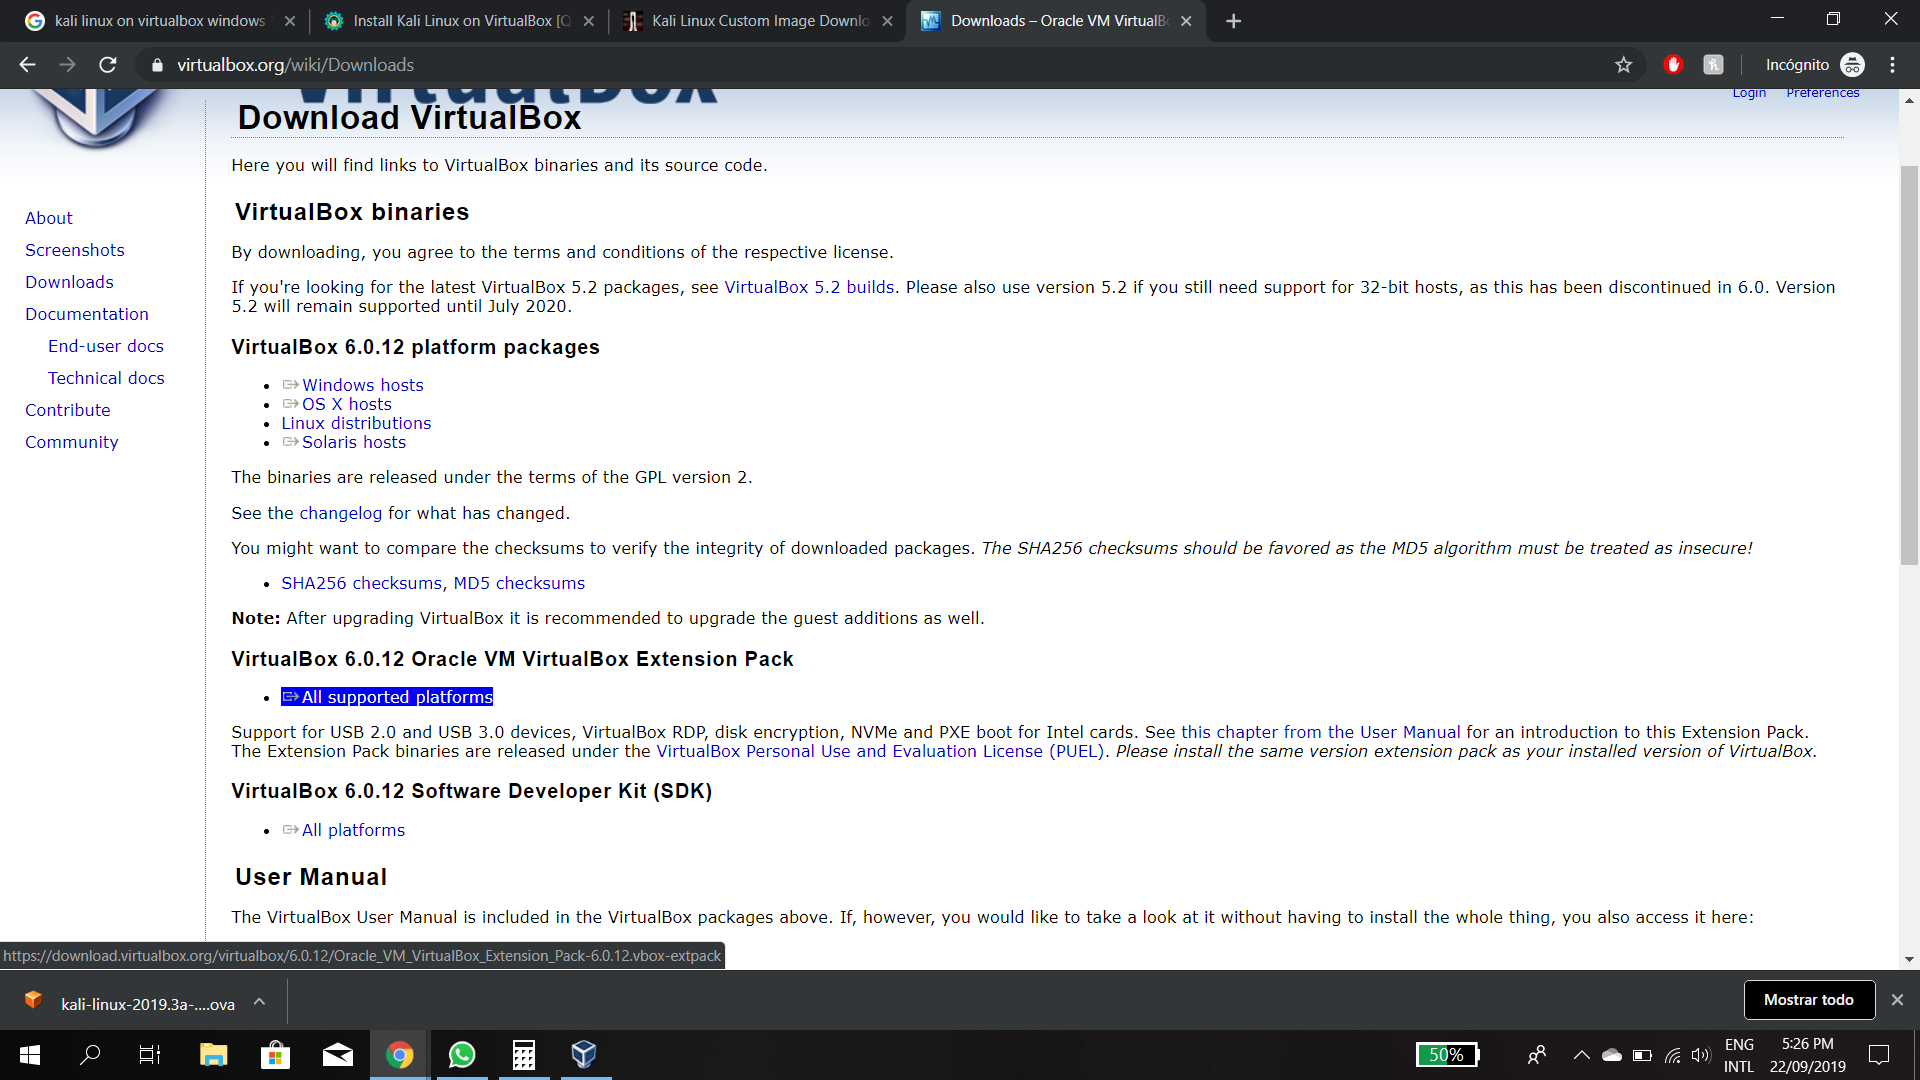 kali linux on virtualbox windows
Install Kali Linux on VirtualBox [Q
Kali Linux Custom Image Downlo
Downloads – Oracle VM VirtualB
virtualbox.org/wiki/Downloads
Incógnito
Login Preferences
VirtualBox
Download VirtualBox
Here you will find links to VirtualBox binaries and its source code.
About
Screenshots
Downloads
Documentation
End-user docs
Technical docs
Contribute
Community
VirtualBox binaries
By downloading, you agree to the terms and conditions of the respective license.
If you're looking for the latest VirtualBox 5.2 packages, see VirtualBox 5.2 builds. Please also use version 5.2 if you still need support for 32-bit hosts, as this has been discontinued in 6.0. Version
5.2 will remain supported until July 2020.
VirtualBox 6.0.12 platform packages
Windows hosts
OS X hosts
Linux distributions
Solaris hosts
The binaries are released under the terms of the GPL version 2.
See the changelog for what has changed.
You might want to compare the checksums to verify the integrity of downloaded packages. The SHA256 checksums should be favored as the MD5 algorithm must be treated as insecure!
SHA256 checksums, MD5 checksums
Note: After upgrading VirtualBox it is recommended to upgrade the guest additions as well.
VirtualBox 6.0.12 Oracle VM VirtualBox Extension Pack
All supported platforms
Support for USB 2.0 and USB 3.0 devices, VirtualBox RDP, disk encryption, NVMe and PXE boot for Intel cards. See this chapter from the User Manual for an introduction to this Extension Pack.
The Extension Pack binaries are released under the VirtualBox Personal Use and Evaluation License (PUEL). Please install the same version extension pack as your installed version of VirtualBox.
VirtualBox 6.0.12 Software Developer Kit (SDK)
All platforms
User Manual
The VirtualBox User Manual is included in the VirtualBox packages above. If, however, you would like to take a look at it without having to install the whole thing, you also access it here:
https://download.virtualbox.org/virtualbox/6.0.12/Oracle_VM_VirtualBox_Extension_Pack-6.0.12.vbox-extpack
kali-linux-2019.3a-....ova
Mostrar todo
50%
ENG
INTL
5:26 PM
22/09/2019